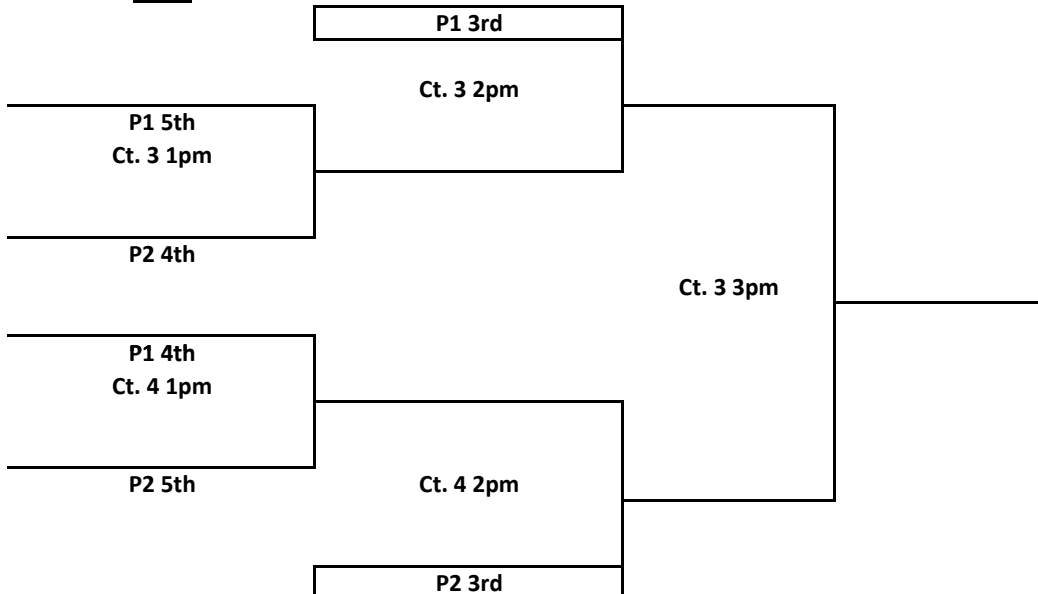 P1 3rd
Ct. 3 2pm
P1 5th
Ct. 3 1pm
P2 4th
Ct. 3 3pm
P1 4th
Ct. 4 1pm
P2 5th
Ct. 4 2pm
P2 3rd